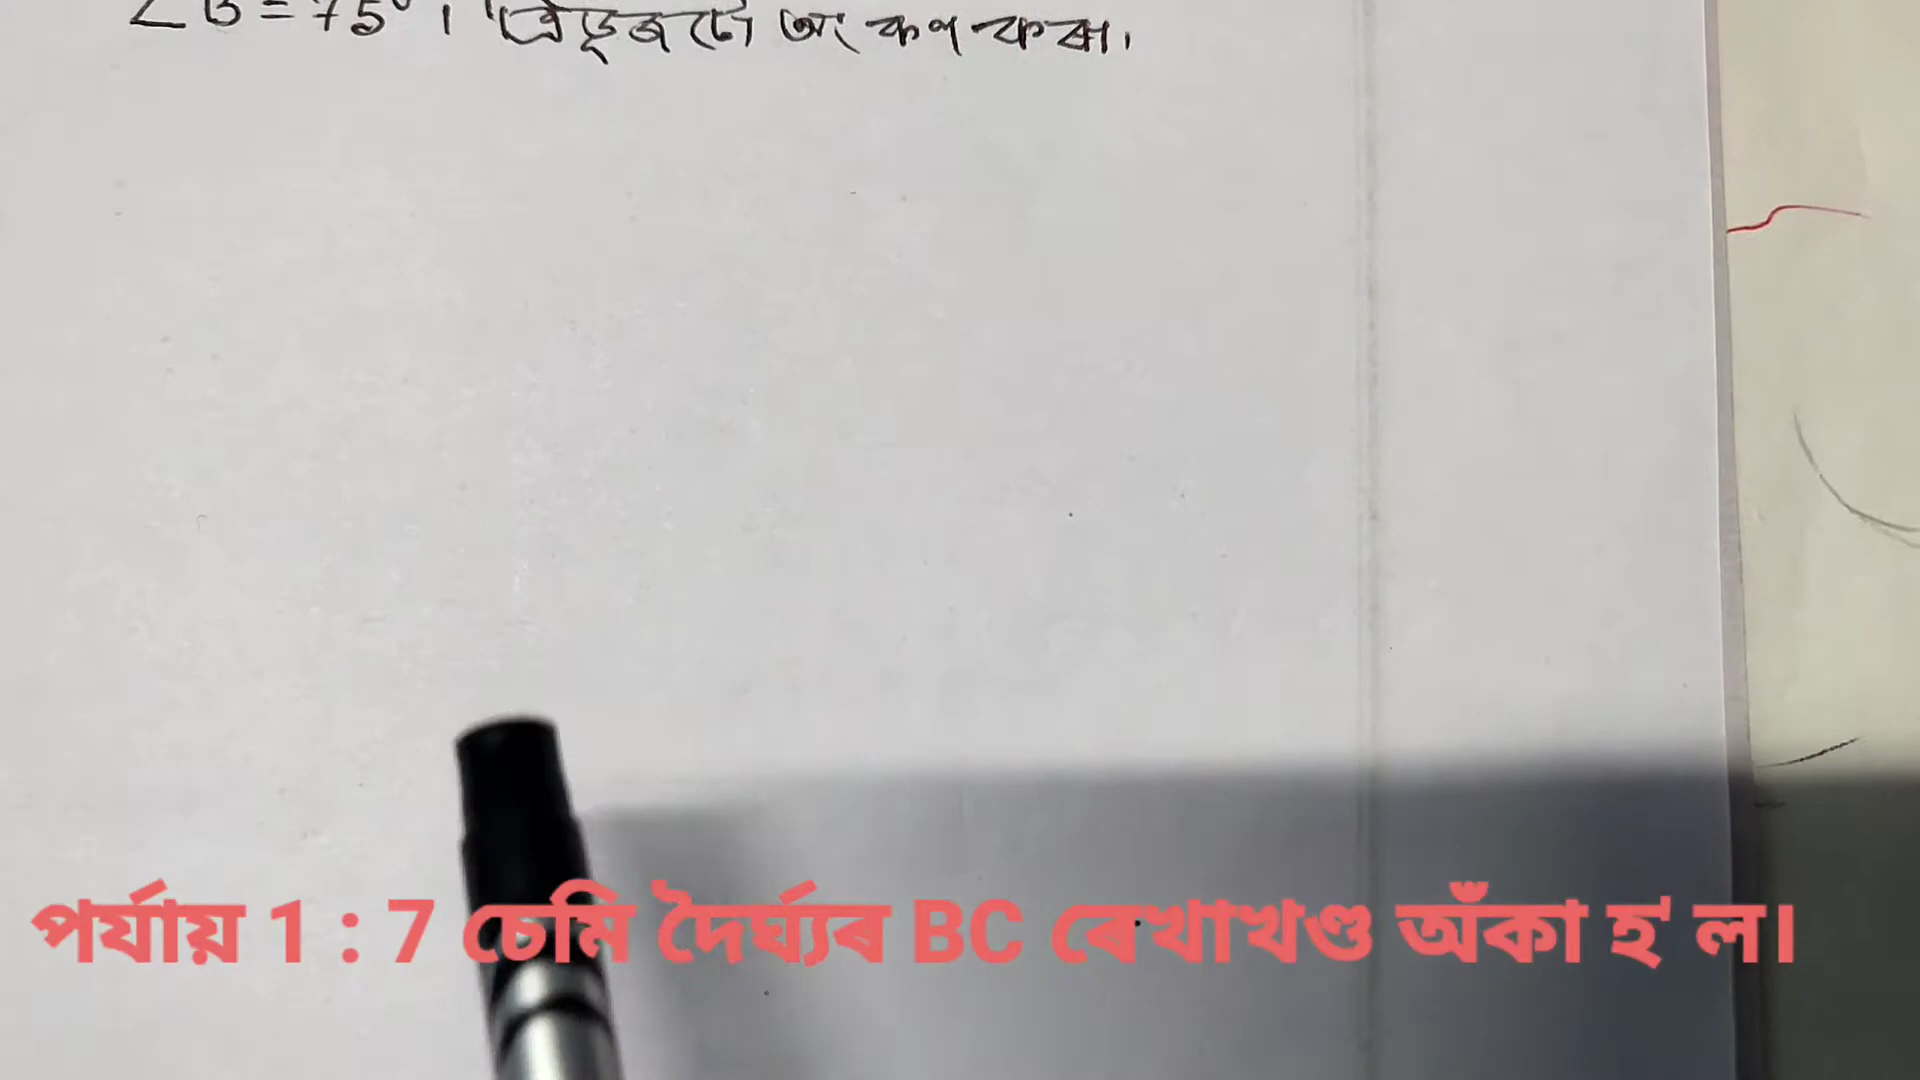 ∠B = 75°। ত্ৰিভূজটো অংকণ কৰা।
পৰ্যায় 1 : 7 চেমি দৈৰ্ঘ্যৰ BC ৰেখাখণ্ড অঁকা হ'ল।